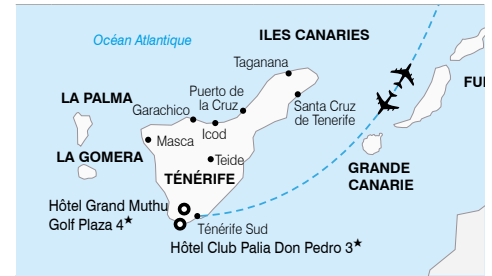 Océan Atlantique
ILES CANARIES
Taganana
Puerto de
la Cruz
LA PALMA
Garachico
Santa Cruz
de Tenerife
Icod
Masca
LA GOMERA
Teide
TÉNÉRIFE
GRANDE
CANARIE
FU
Hôtel Grand Muthu
Golf Plaza 4★
Ténérife Sud
Hôtel Club Palia Don Pedro 3★